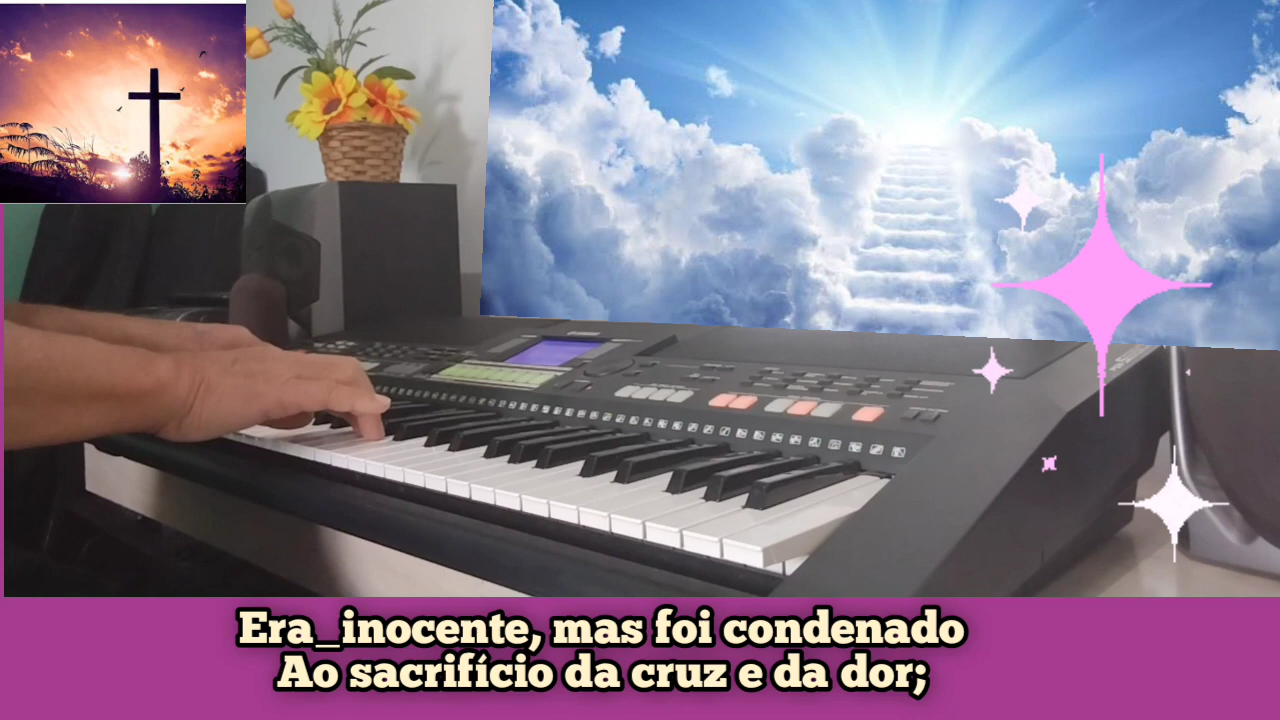 Era_inocente, mas foi condenado
Ao sacrifício da cruz e da dor;